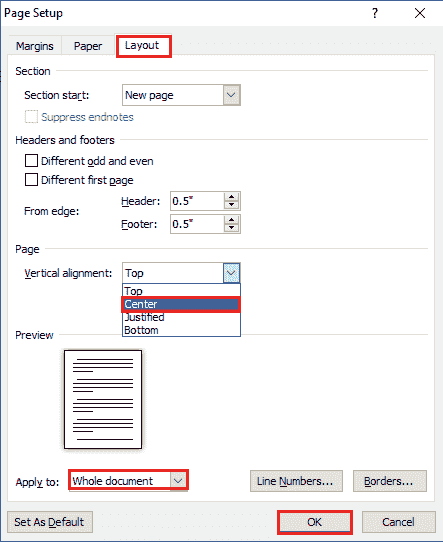 Page Setup ? ×
Margins Paper Layout
Section
Section start: New page
Suppress endnotes
Headers and footers
Different odd and even
Different first page
Header: 0.5"
From edge:
Footer: 0.5"
Page
Vertical alignment: Top
Top
Center
Justified
Bottom
Preview
Apply to: Whole document Line Numbers... Borders...
Set As Default OK Cancel